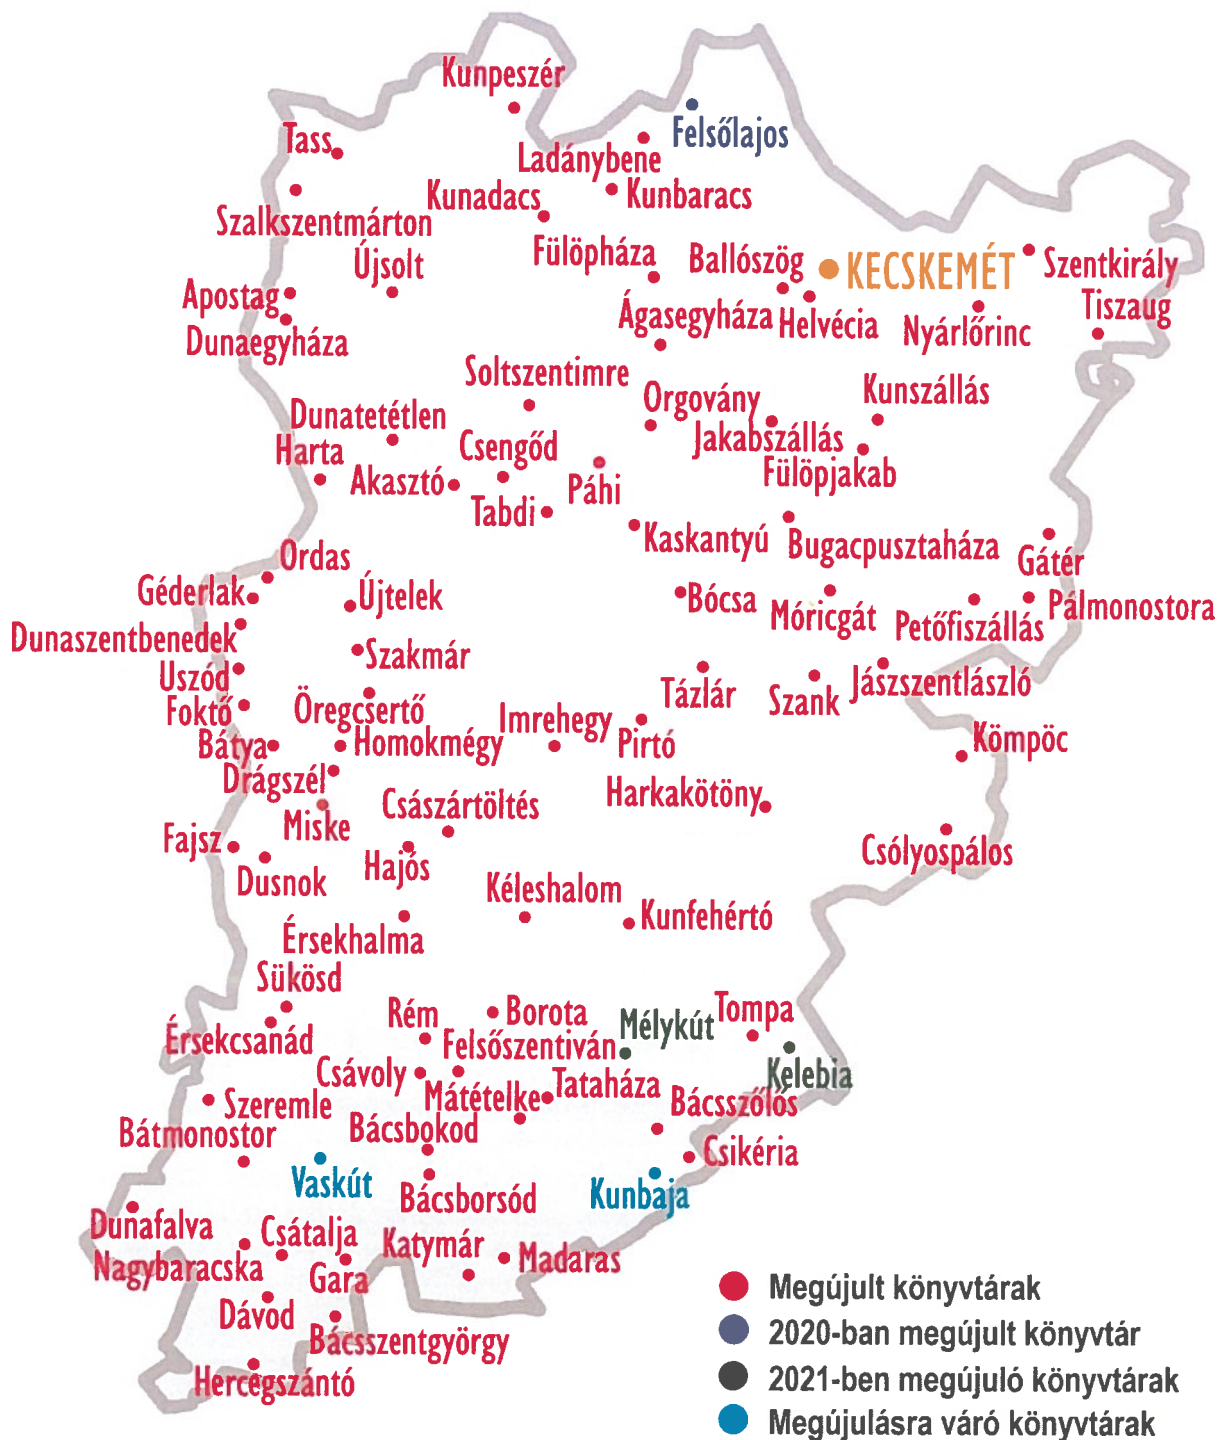 Kunpeszér
Felsőlajos
Tass
Ladánybene
Kunadacs
Kunbaracs
Szalkszentmárton
Újsolt
Fülöpháza
Ballószög
KECSKEMÉT
Szentkirály
Apostag
Ágasegyháza
Helvécia
Nyárlőrinc
Tiszaug
Dunaegyháza
Soltszentimre
Orgovány
Kunszállás
Dunatetétlen
Jakabszállás
Harta
Csengőd
Fülöpjakab
Akasztó
Páhi
Tabdi
Kaskantyú
Bugacpusztaháza
Ordas
Gátér
Géderlak
Újtelek
Bócsa
Móricgát
Petőfiszállás
Pálmonostora
Dunaszentbenedek
Szakmár
Uszód
Tázlár
Szank
Jászszentlászló
Foktő
Öregcsertő
Imrehegy
Pirtó
Bátya
Homokmégy
Kömpöc
Drágszél
Harkakötöny
Miske
Császártöltés
Fajsz
Csólyospálos
Dusnok
Hajós
Kéleshalom
Kunfehértó
Érsekhalma
Sükösd
Rém
Borota
Mélykút
Tompa
Érsekcsanád
Felsőszentiván
Kelebia
Csávoly
Mátételke
Tataháza
Szeremle
Bácsszőlős
Bátmonostor
Bácsbokod
Csikéria
Vaskút
Bácsborsód
Kunbaja
Dunafalva
Csátalja
Katymár
Madaras
Nagybaracska
Gara
Dávod
Bácsszentgyörgy
Hercegszántó
Megújult könyvtárak
2020-ban megújult könyvtár
2021-ben megújuló könyvtárak
Megújulásra váró könyvtárak